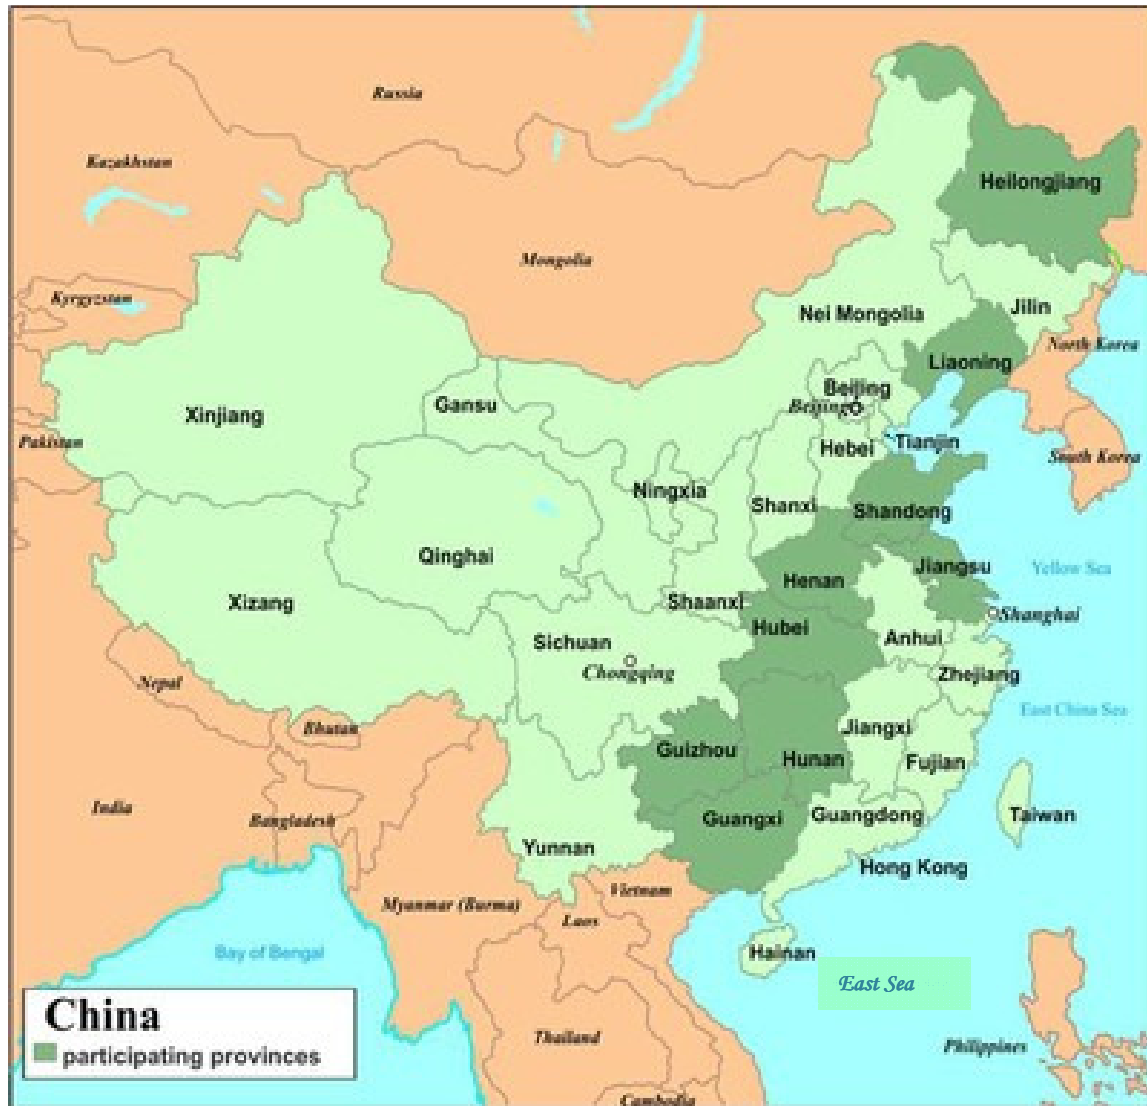 Russia
Kazakhstan
Heilongjiang
Mongolia
Kyrgyzstan
Nei Mongolia
Jilin
North Korea
Liaoning
Beijing
Beijing
Gansu
Xinjiang
Pakistan
Hebei
Tianjin
South Korea
Ningxia
Shanxi
Shandong
Qinghai
Henan
Jiangsu
Yellow Sea
Xizang
Shaanxi
Shanghai
Hubei
Anhui
Sichuan
Chongqing
Zhejiang
Nepal
East China Sea
Bhutan
Jiangxi
Guizhou
Hunan
Fujian
India
Bangladesh
Guangxi
Guangdong
Taiwan
Yunnan
Hong Kong
Vietnam
Myanmar (Burma)
Laos
Bay of Bengal
Hainan
East Sea
China
participating provinces
Thailand
Philippines
Cambodia